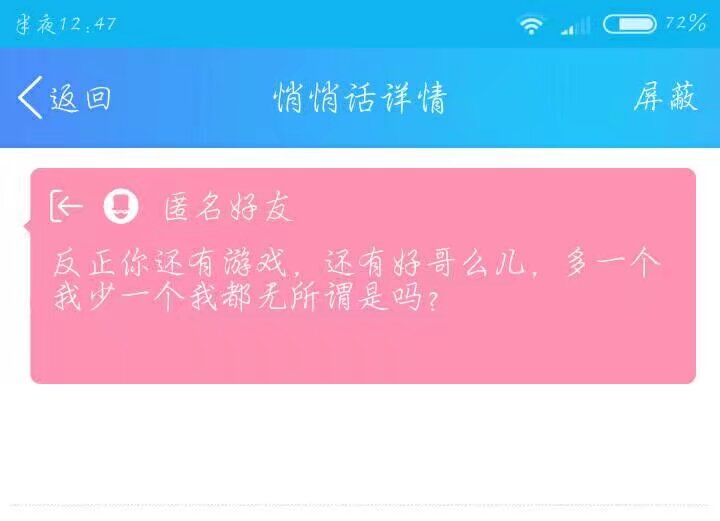 半夜12:47 72%
返回 悄悄话详情 屏蔽
匿名好友
反正你还有游戏，还有好哥么儿，多一个
我少一个我都无所谓是吗？